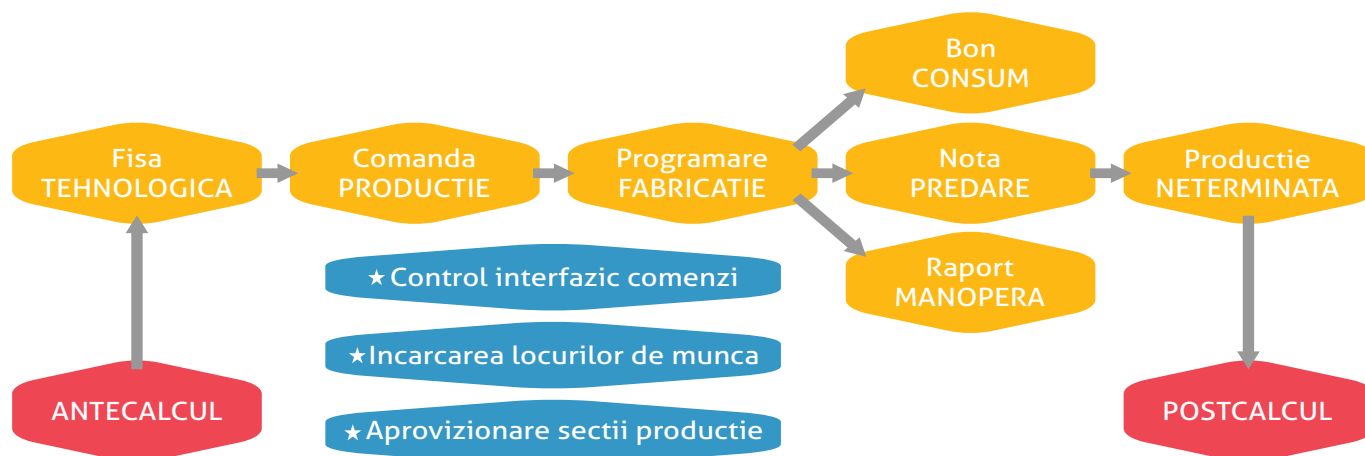 Bon
CONSUM
Fisa
TEHNOLOGICA
Comanda
PRODUCTIE
Programare
FABRICATIE
Nota
PREDARE
Productie
NETERMINATA
★ Control interfazic comenzi
Raport
MANOPERA
★Incarcarea locurilor de munca
ANTECALCUL
★ Aprovizionare sectii productie
POSTCALCUL